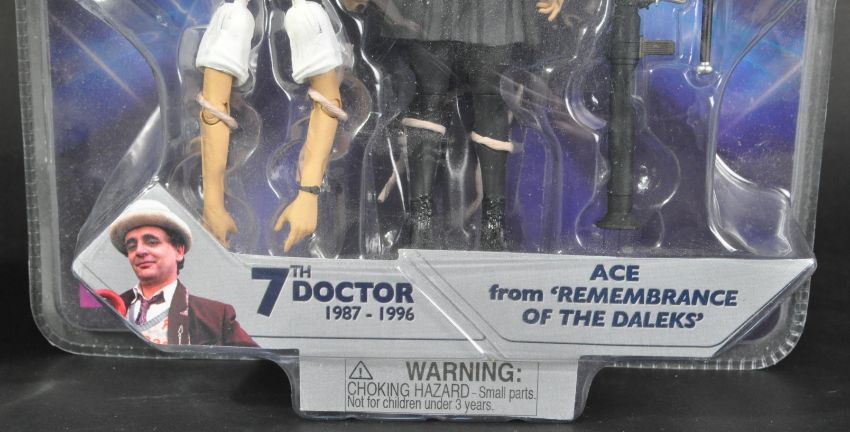 7TH
DOCTOR
1987 - 1996
ACE
from 'REMEMBRANCE
OF THE DALEKS'
WARNING:
CHOKING HAZARD - Small parts.
Not for children under 3 years.